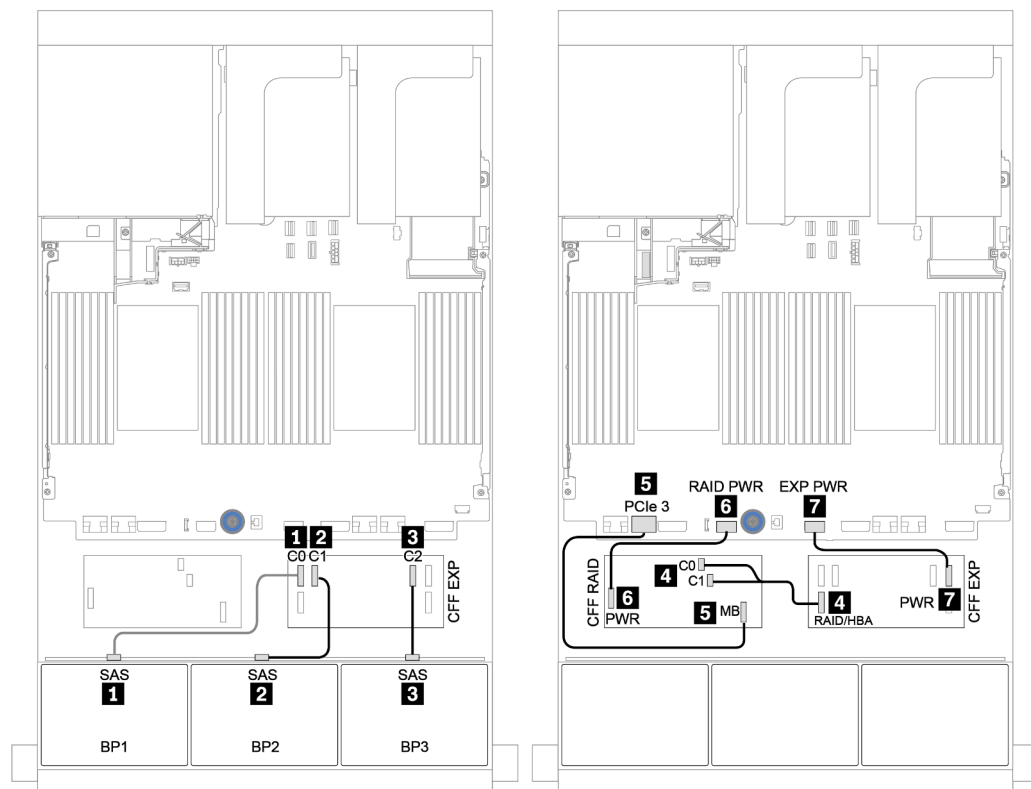 1 2 3
C0 C1 C2
CFF EXP
SAS SAS SAS
1 2 3
BP1 BP2 BP3
5 RAID PWR EXP PWR
PCIe 3 6 7
CFF RAID
4 C0
C1
6
PWR
5 MB
4
RAID/HBA
PWR 7
CFF EXP